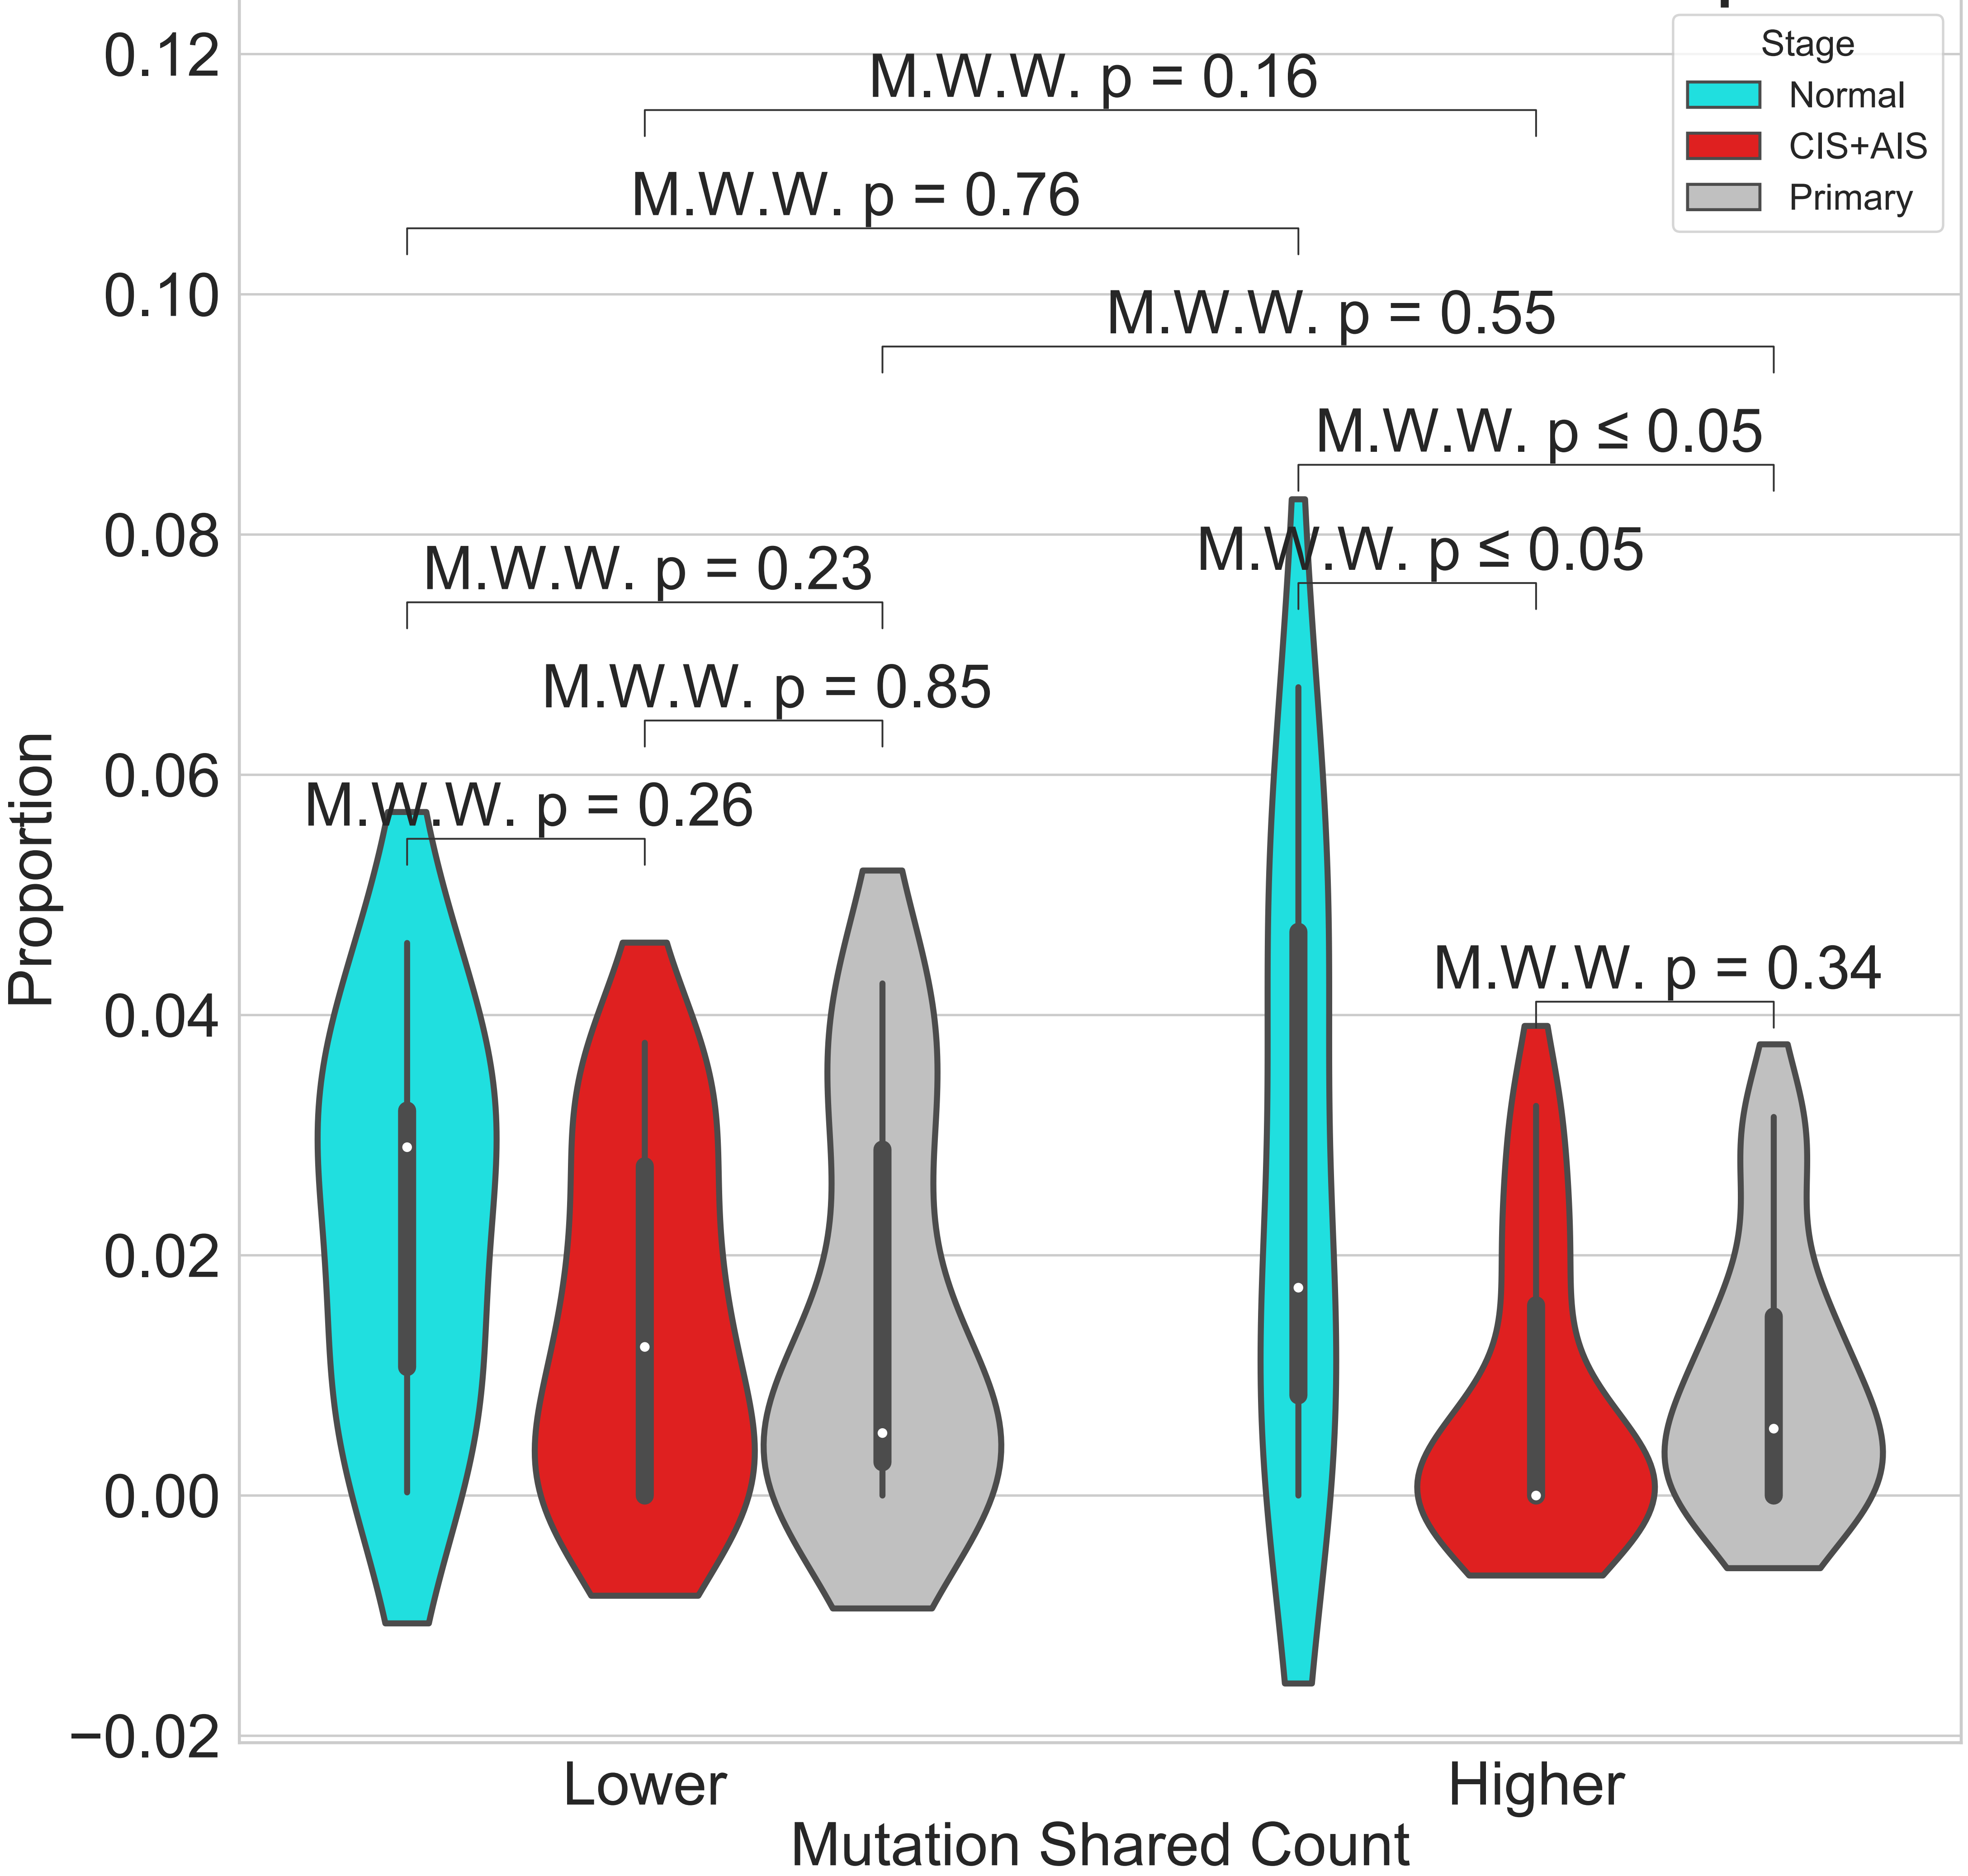 0.12
0.10
0.08
0.06
0.04
0.02
0.00
−0.02
Proportion
M.W.W. p = 0.16
M.W.W. p = 0.76
M.W.W. p = 0.55
M.W.W. p ≤ 0.05
M.W.W. p ≤ 0.05
M.W.W. p = 0.23
M.W.W. p = 0.85
M.W.W. p = 0.26
M.W.W. p = 0.34
Stage
Normal
CIS+AIS
Primary
Lower
Higher
Mutation Shared Count